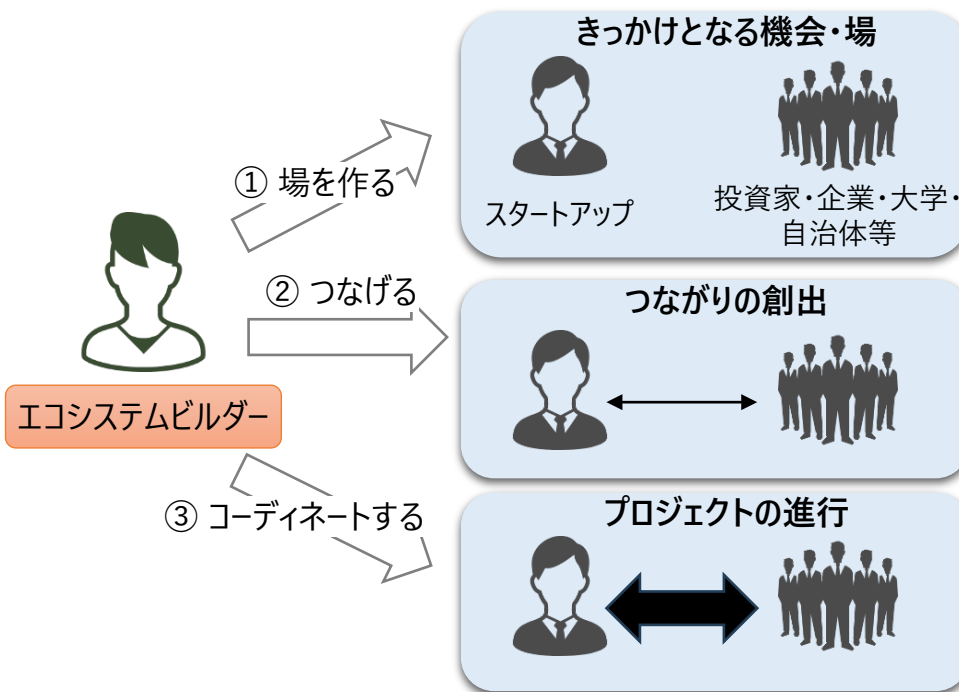 きっかけとなる機会・場
① 場を作る
スタートアップ
投資家・企業・大学・
自治体等
② つなげる
つながりの創出
エコシステムビルダー
③ コーディネートする
プロジェクトの進行